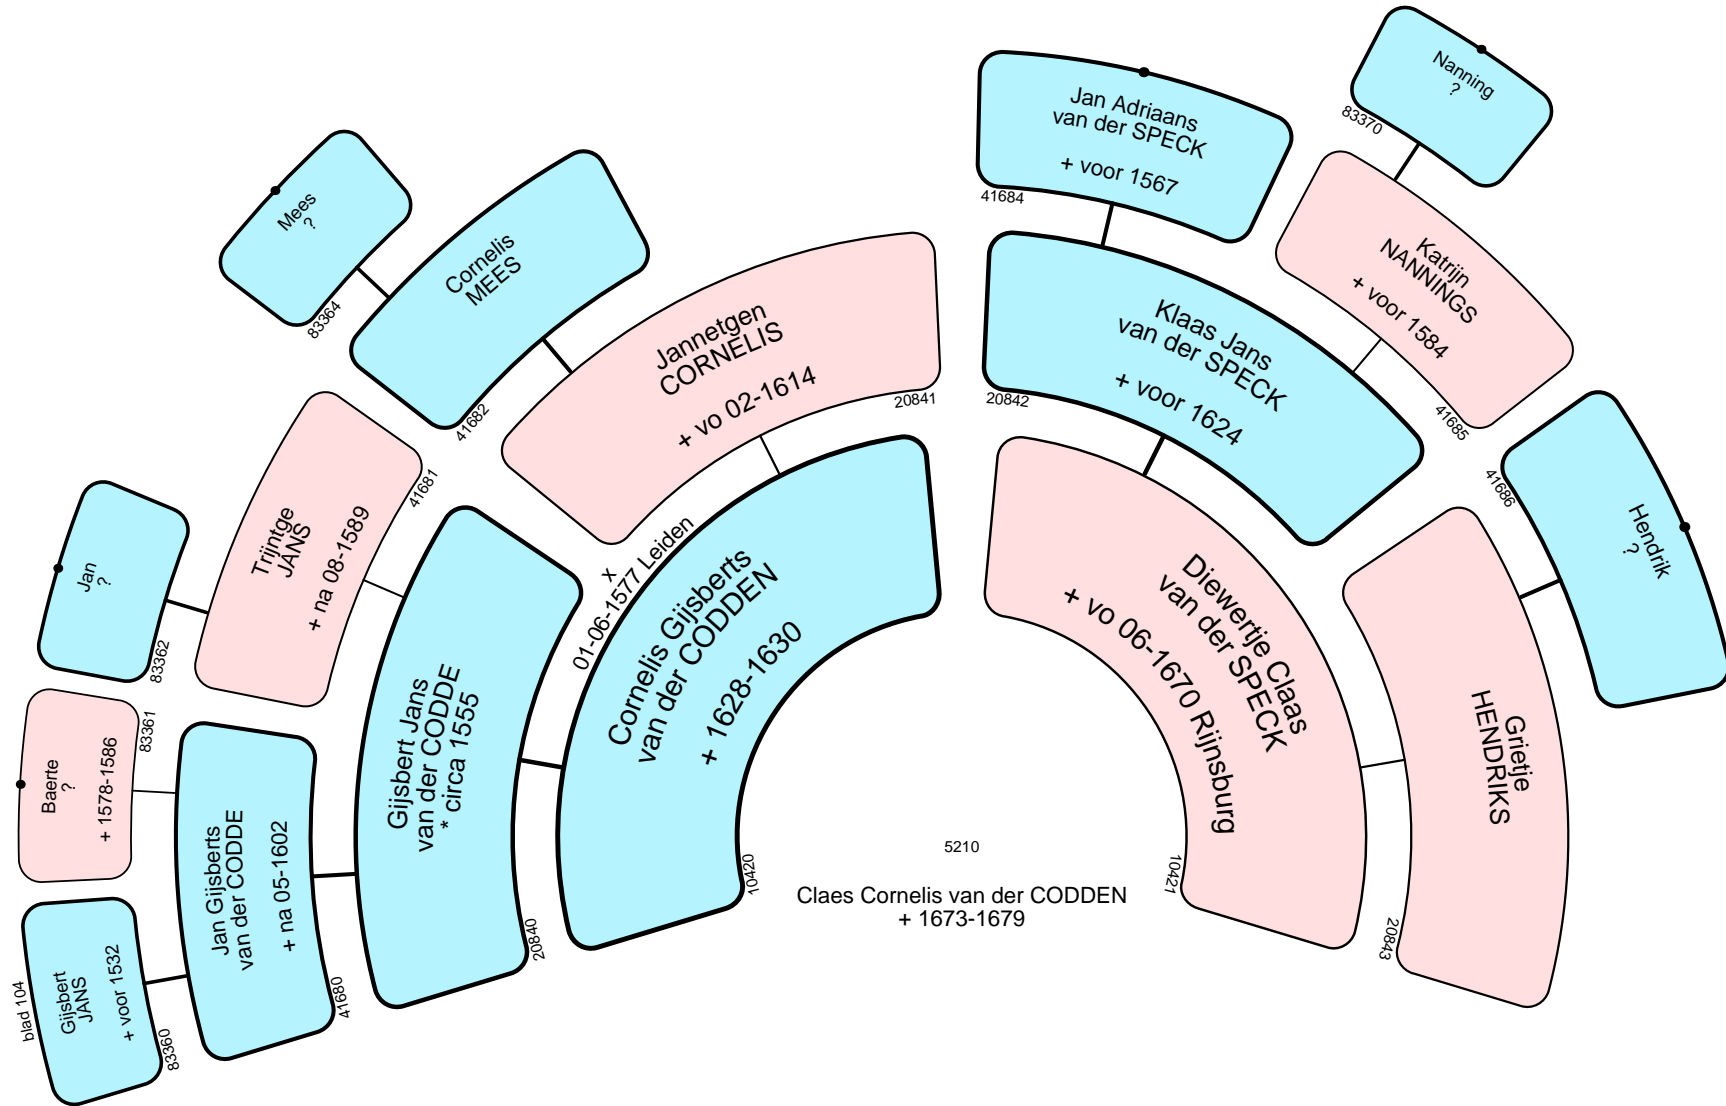 5210
Claes Cornelis van der CODDEN
+ 1673-1679
Cornelis Gijsberts
van der CODDEN
+ 1628-1630
10420
x
01-06-1577 Leiden
Diewertje Claas
van der SPECK
+ vo 06-1670 Rijnsburg
10421
Gijsbert Jans
van der CODDE
* circa 1555
20840
Jannetgen
CORNELIS
+ vo 02-1614
20841
Klaas Jans
van der SPECK
+ voor 1624
20842
Grietje
HENDRIKS
20843
Jan Gijsberts
van der CODDE
+ na 05-1602
41680
Trijntge
JANS
+ na 08-1589
41681
Cornelis
MEES
41682
Jan Adriaans
van der SPECK
+ voor 1567
41684
Katrijn
NANNINGS
+ voor 1584
41685
Hendrik
?
41686
Gijsbert
JANS
+ voor 1532
83360
blad 104
Baerte
?
+ 1578-1586
83361
Jan
?
83362
Mees
?
83364
Nanning
?
83370